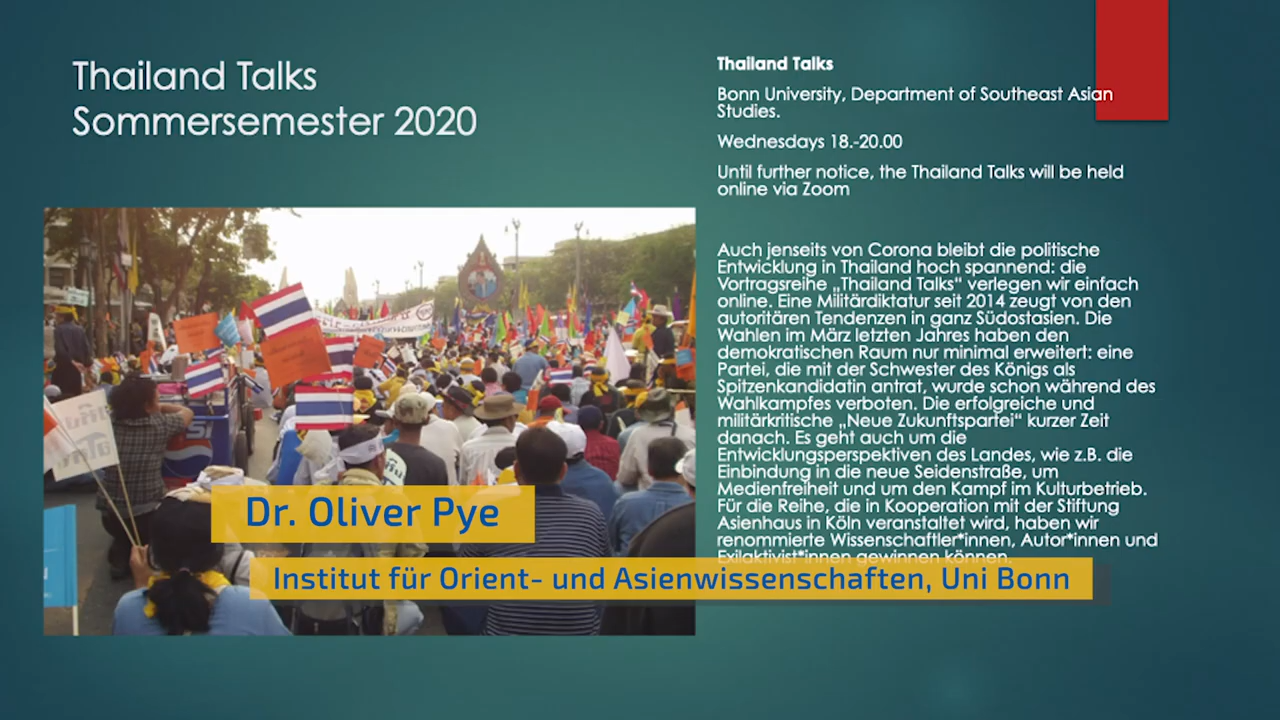 Thailand Talks
Sommersemester 2020
Thailand Talks
Bonn University, Department of Southeast Asian
Studies.
Wednesdays 18.-20.00
Until further notice, the Thailand Talks will be held
online via Zoom
Auch jenseits von Corona bleibt die politische
Entwicklung in Thailand hoch spannend: die
Vortragsreihe „Thailand Talks“ verlegen wir einfach
online. Eine Militärdiktatur seit 2014 zeugt von den
autoritären Tendenzen in ganz Südostasien. Die
Wahlen im März letzten Jahres haben den
demokratischen Raum nur minimal erweitert: eine
Partei, die mit der Schwester des Königs als
Spitzenkandidatin antrat, wurde schon während des
Wahlkampfes verboten. Die erfolgreiche und
militärkritische „Neue Zukunftspartei“ kurzer Zeit
danach. Es geht auch um die
Entwicklungsperspektiven des Landes, wie z.B. die
Einbindung in die neue Seidenstraße, um
Medienfreiheit und um den Kampf im Kulturbetrieb.
Für die Reihe, die in Kooperation mit der Stiftung
Asienhaus in Köln veranstaltet wird, haben wir
renommierte Wissenschaftler*innen, Autor*innen und
Exilaktivist*innen gewinnen können.
Dr. Oliver Pye
Institut für Orient- und Asienwissenschaften, Uni Bonn